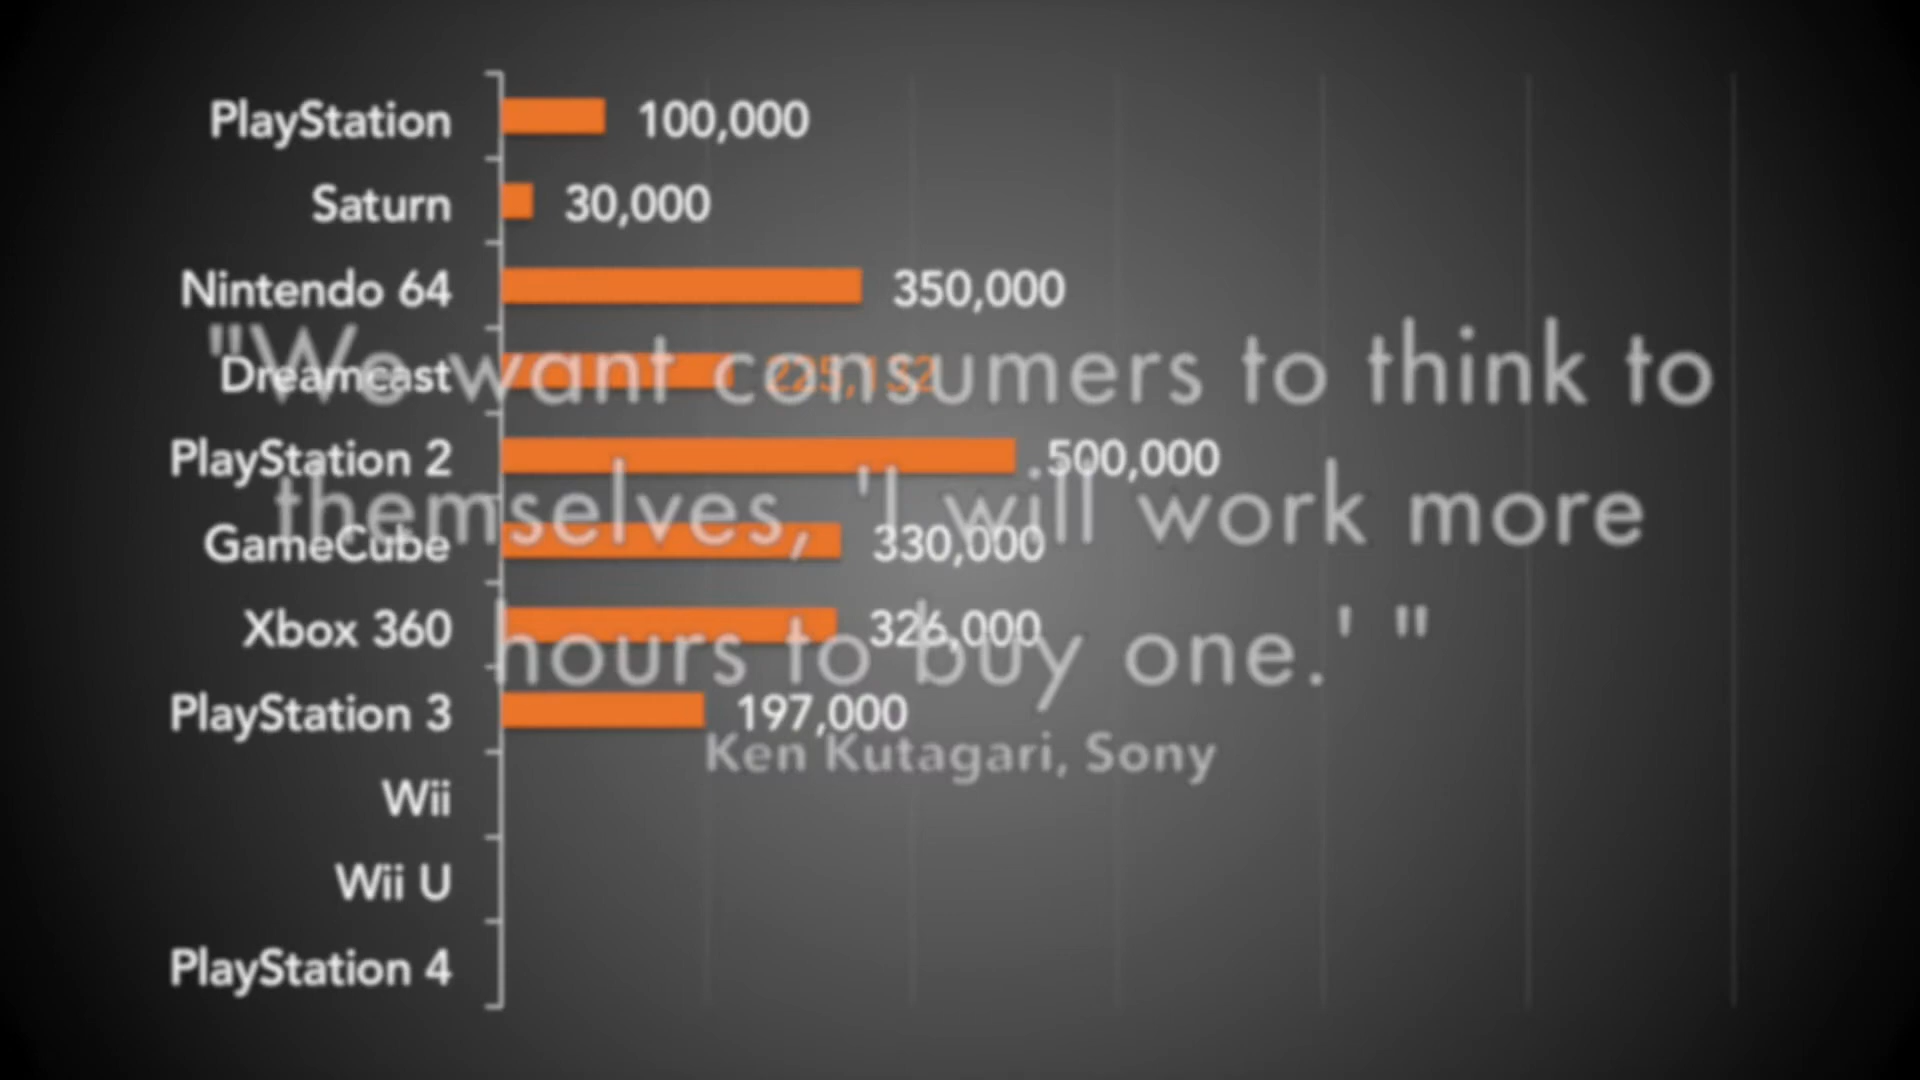 PlayStation 100,000
Saturn 30,000
Nintendo 64 350,000
Dreamcast 225,132
PlayStation 2 500,000
GameCube 330,000
Xbox 360 326,000
PlayStation 3 197,000
Wii
Wii U
PlayStation 4
"We want consumers to think to
themselves, 'I will work more
hours to buy one.' "
Ken Kutagari, Sony